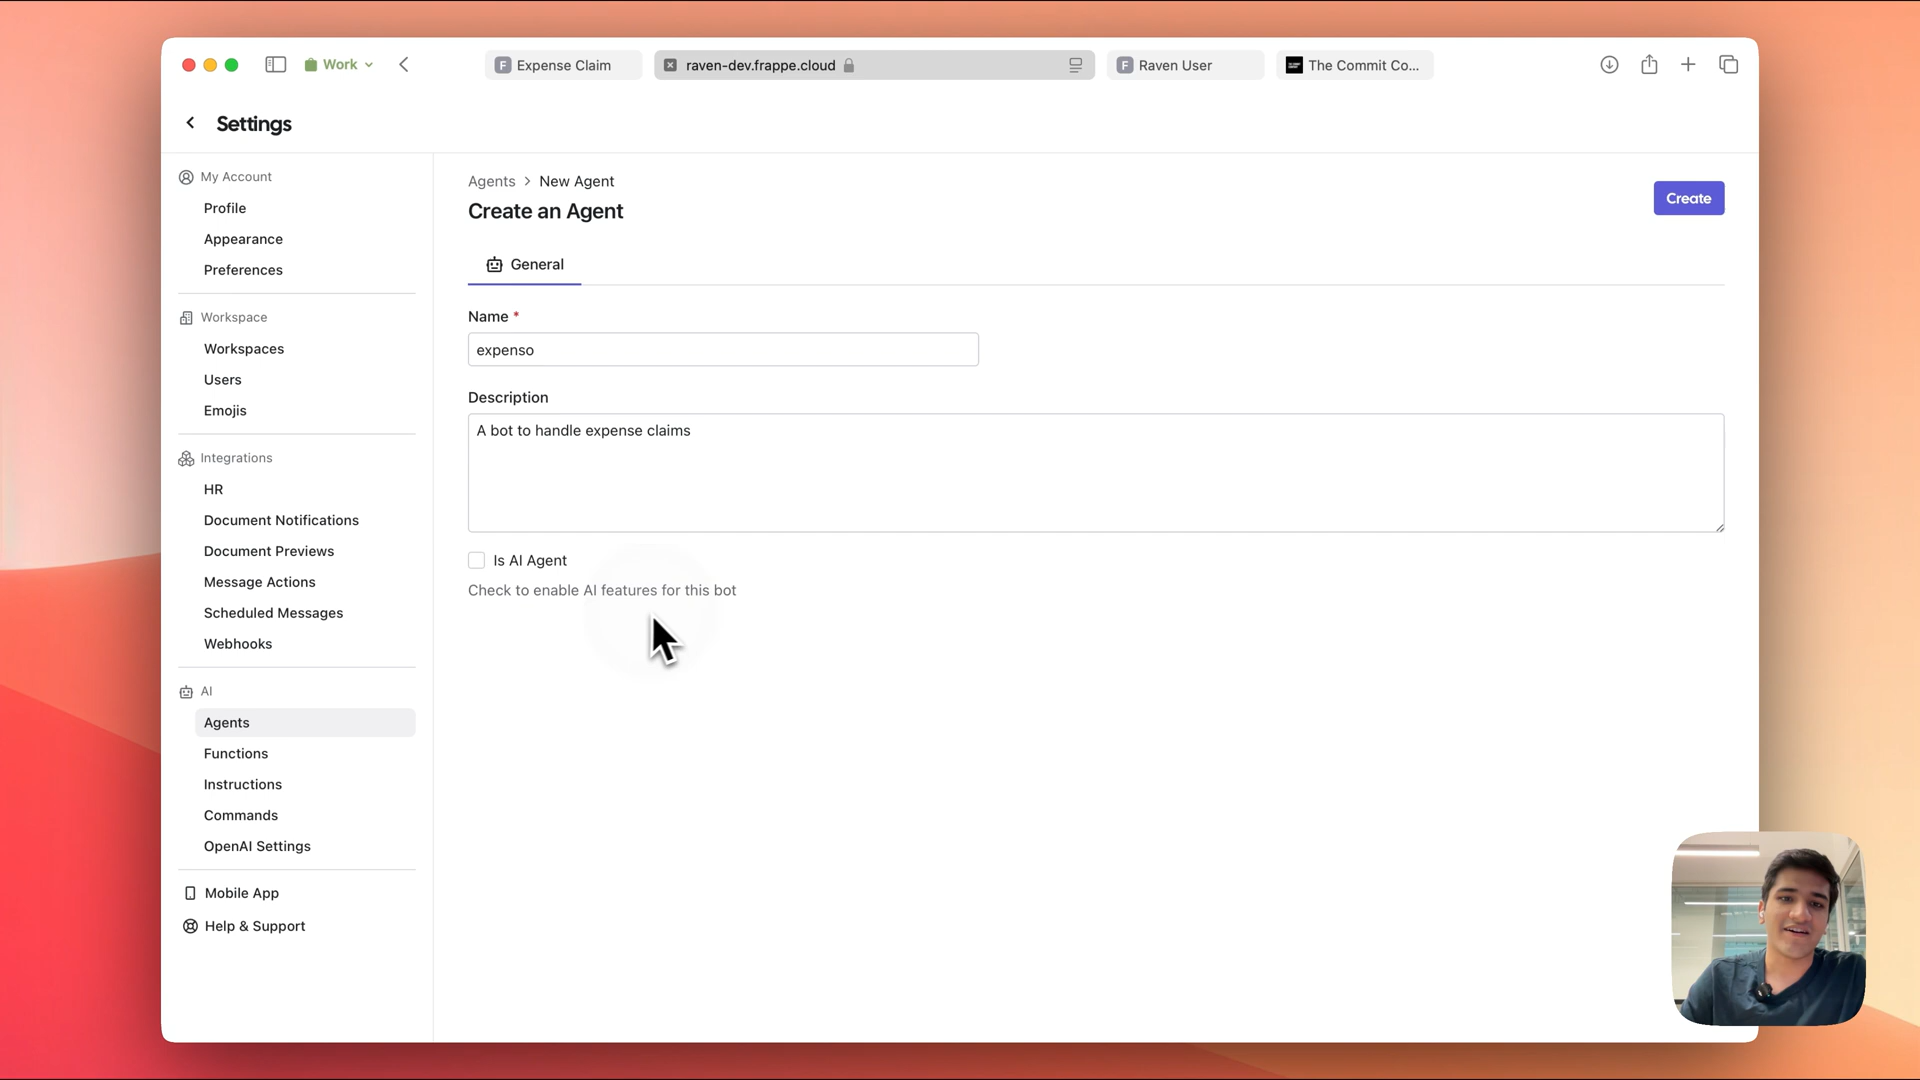 Work
Expense Claim
raven-dev.frappe.cloud
Raven User
The Commit Co...
Settings
My Account
Profile
Appearance
Preferences
Workspace
Workspaces
Users
Emojis
Integrations
HR
Document Notifications
Document Previews
Message Actions
Scheduled Messages
Webhooks
AI
Agents
Functions
Instructions
Commands
OpenAI Settings
Mobile App
Help & Support
Agents > New Agent
Create an Agent
Create
General
Name *
expenso
Description
A bot to handle expense claims
Is AI Agent
Check to enable AI features for this bot